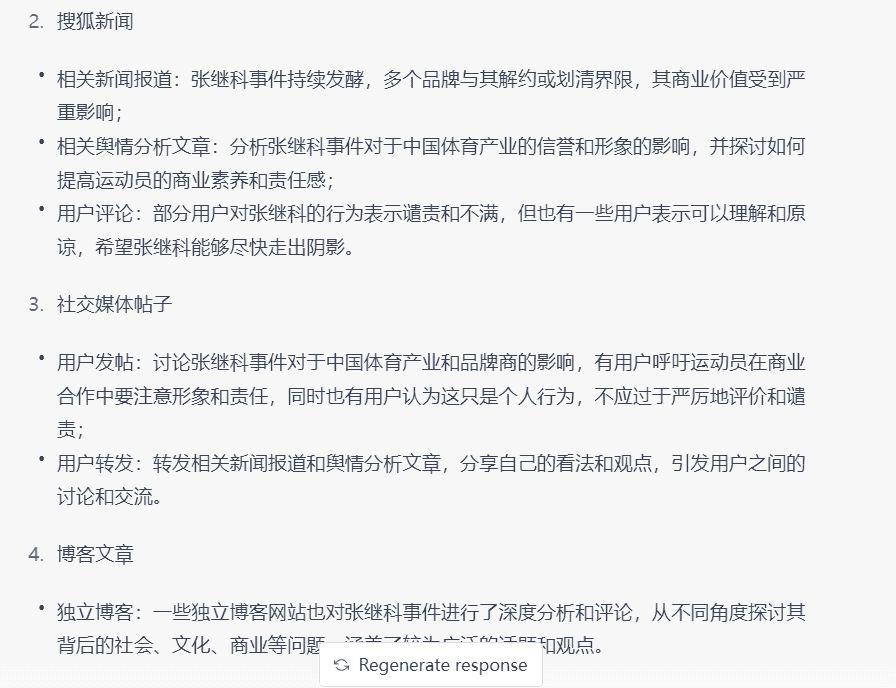 2. 搜狐新闻
• 相关新闻报道：张继科事件持续发酵，多个品牌与其解约或划清界限，其商业价值受到严
重影响；
• 相关舆情分析文章：分析张继科事件对于中国体育产业的信誉和形象的影响，并探讨如何
提高运动员的商业素养和责任感；
• 用户评论：部分用户对张继科的行为表示谴责和不满，但也有一些用户表示可以理解和原
谅，希望张继科能够尽快走出阴影。
3. 社交媒体帖子
• 用户发帖：讨论张继科事件对于中国体育产业和品牌商的影响，有用户呼吁运动员在商业
合作中要注意形象和责任，同时也有用户认为这只是个人行为，不应过于严厉地评价和谴
责；
• 用户转发：转发相关新闻报道和舆情分析文章，分享自己的看法和观点，引发用户之间的
讨论和交流。
4. 博客文章
• 独立博客：一些独立博客网站也对张继科事件进行了深度分析和评论，从不同角度探讨其
背后的社会、文化、商业等问题，和观点。
Regenerate response